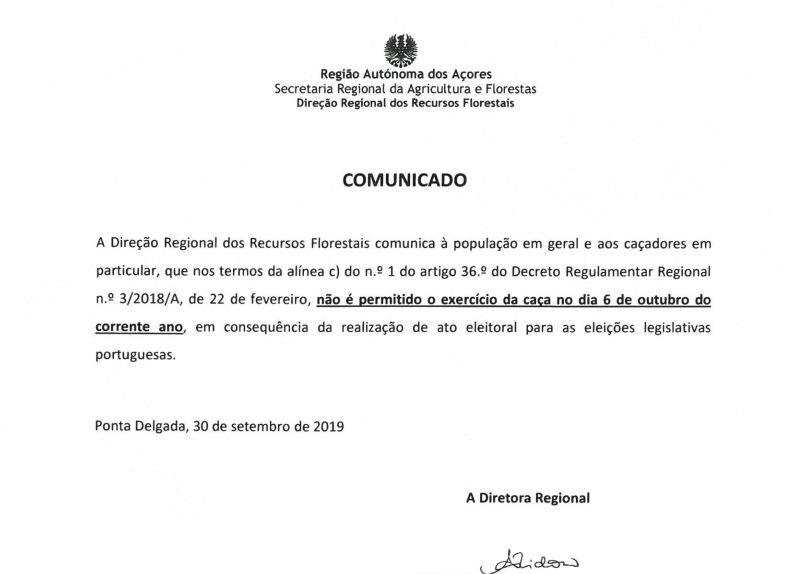 Região Autónoma dos Açores
Secretaria Regional da Agricultura e Florestas
Direção Regional dos Recursos Florestais
COMUNICADO
A Direção Regional dos Recursos Florestais comunica à população em geral e aos caçadores em
particular, que nos termos da alínea c) do n.º 1 do artigo 36.º do Decreto Regulamentar Regional
n.º 3/2018/A, de 22 de fevereiro, não é permitido o exercício da caça no dia 6 de outubro do
corrente ano, em consequência da realização de ato eleitoral para as eleições legislativas
portuguesas.
Ponta Delgada, 30 de setembro de 2019
A Diretora Regional